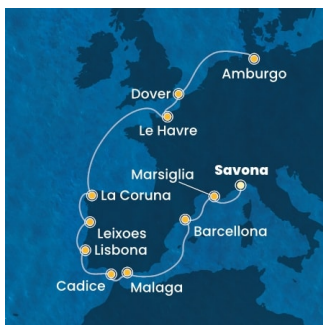 Amburgo
Dover
Le Havre
Marsiglia
Savona
La Coruna
Leixoes
Barcellona
Lisbona
Cadice
Malaga